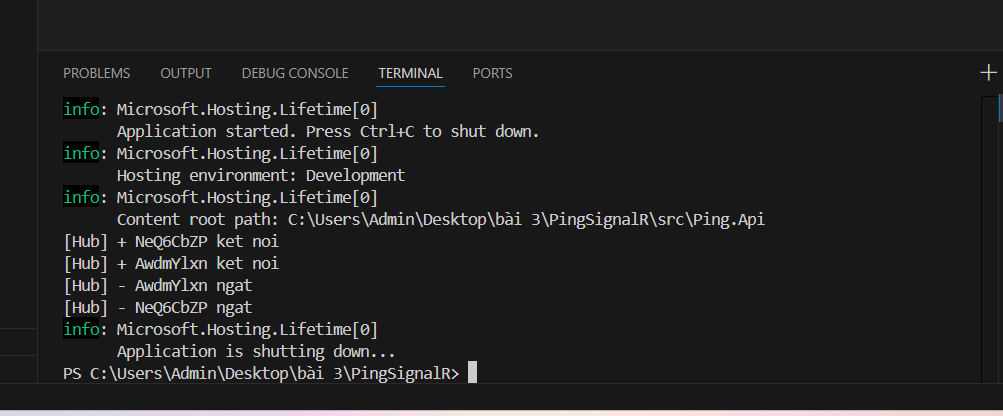 PROBLEMS OUTPUT DEBUG CONSOLE TERMINAL PORTS
info: Microsoft.Hosting.Lifetime[0]
Application started. Press Ctrl+C to shut down.
info: Microsoft.Hosting.Lifetime[0]
Hosting environment: Development
info: Microsoft.Hosting.Lifetime[0]
Content root path: C:\Users\Admin\Desktop\bài 3\PingSignalR\src\Ping.Api
[Hub] + NeQ6CbZP ket noi
[Hub] + AwdmYlxn ket noi
[Hub] - AwdmYlxn ngat
[Hub] - NeQ6CbZP ngat
info: Microsoft.Hosting.Lifetime[0]
Application is shutting down...
PS C:\Users\Admin\Desktop\bài 3\PingSignalR>